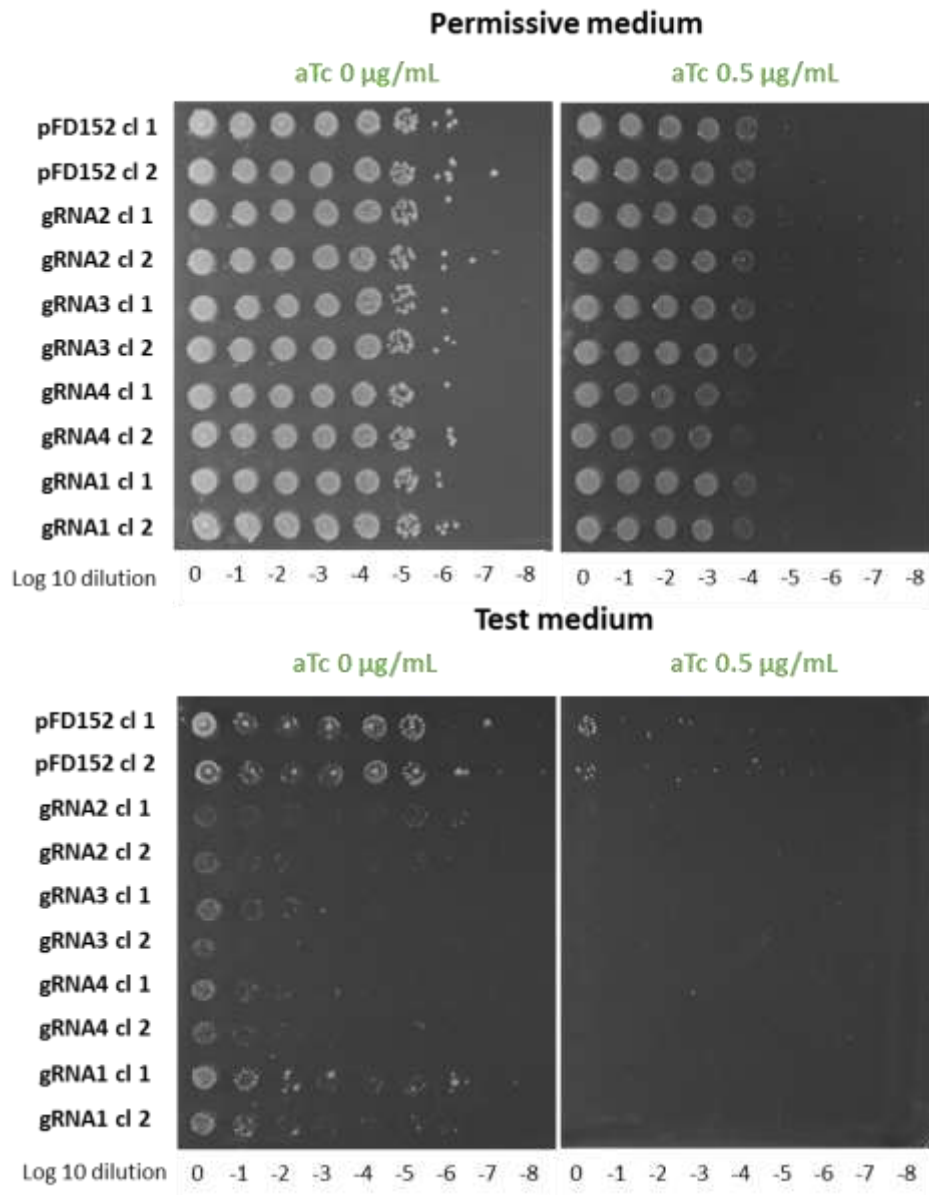 Permissive medium
aTc 0 µg/mL aTc 0.5 µg/mL
pFD152 cl 1
pFD152 cl 2
gRNA2 cl 1
gRNA2 cl 2
gRNA3 cl 1
gRNA3 cl 2
gRNA4 cl 1
gRNA4 cl 2
gRNA1 cl 1
gRNA1 cl 2
Log 10 dilution 0 -1 -2 -3 -4 -5 -6 -7 -8 0 -1 -2 -3 -4 -5 -6 -7 -8
Test medium
aTc 0 µg/mL aTc 0.5 µg/mL
pFD152 cl 1
pFD152 cl 2
gRNA2 cl 1
gRNA2 cl 2
gRNA3 cl 1
gRNA3 cl 2
gRNA4 cl 1
gRNA4 cl 2
gRNA1 cl 1
gRNA1 cl 2
Log 10 dilution 0 -1 -2 -3 -4 -5 -6 -7 -8 0 -1 -2 -3 -4 -5 -6 -7 -8